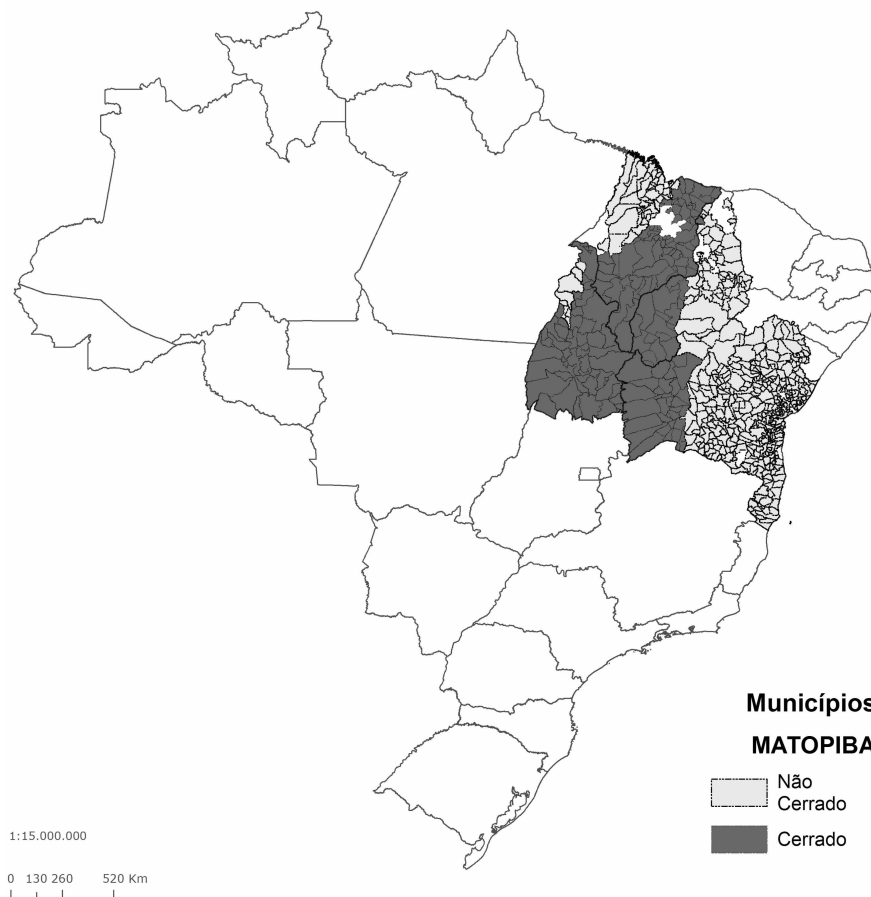 Municípios
MATOPIBA
Não
Cerrado
Cerrado
1:15.000.000
0 130 260 520 Km